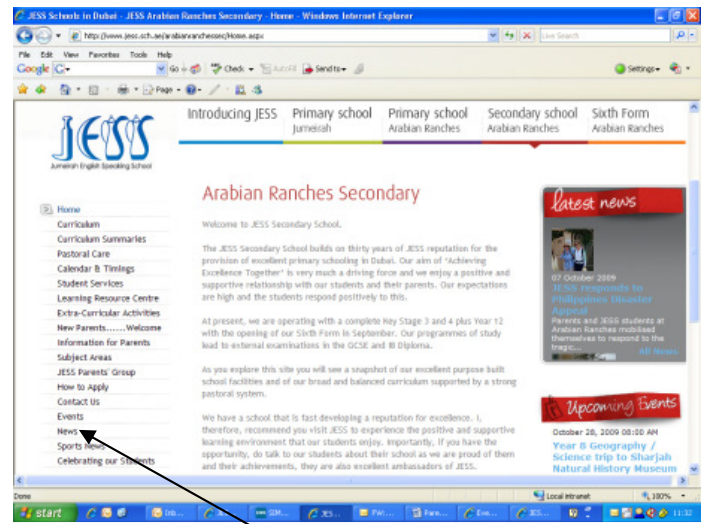 JESS Schools in Dubai - JESS Arabian Ranches Secondary - Home - Windows Internet Explorer
http://www.jess.sch.ae/arabianranchessec/Home.aspx
Live Search
File Edit View Favorites Tools Help
Google
Go
Check
AutoFill
Send to
Settings
Page
JESS
Jumeirah English Speaking School
Introducing JESS
Primary school
Jumeirah
Primary school
Arabian Ranches
Secondary school
Arabian Ranches
Sixth Form
Arabian Ranches
Home
Curriculum
Curriculum Summaries
Pastoral Care
Calendar & Timings
Student Services
Learning Resource Centre
Extra-Curricular Activities
New Parents......Welcome
Information for Parents
Subject Areas
JESS Parents' Group
How to Apply
Contact Us
Events
News
Sports News
Celebrating our Students
Arabian Ranches Secondary
Welcome to JESS Secondary School.
The JESS Secondary School builds on thirty years of JESS reputation for the
provision of excellent primary schooling in Dubai. Our aim of "Achieving
Excellence Together" is very much a driving force and we enjoy a positive and
supportive relationship with our students and their parents. Our expectations
are high and the students respond positively to this.
At present, we are operating with a complete Key Stage 3 and 4 plus Year 12
with the opening of our Sixth Form in September. Our programmes of study
lead to external examinations in the GCSE and IB Diploma.
As you explore this site you will see a snapshot of our excellent purpose built
school facilities and of our broad and balanced curriculum supported by a strong
pastoral system.
We have a school that is fast developing a reputation for excellence. I,
therefore, recommend you visit JESS to experience the positive and supportive
learning environment that our students enjoy. Importantly, if you have the
opportunity, do talk to our students about their school as we are proud of them
and their achievements, they are also excellent ambassadors of JESS.
latest news
07 October 2009
JESS responds to
Philippines Disaster
Appeal
Parents and JESS students at
Arabian Ranches mobilised
themselves to respond to the
tragic...
All News
Upcoming Events
October 28, 2009 08:00 AM
Year 8 Geography /
Science trip to Sharjah
Natural History Museum
Done
Local intranet
100%
start
11:32